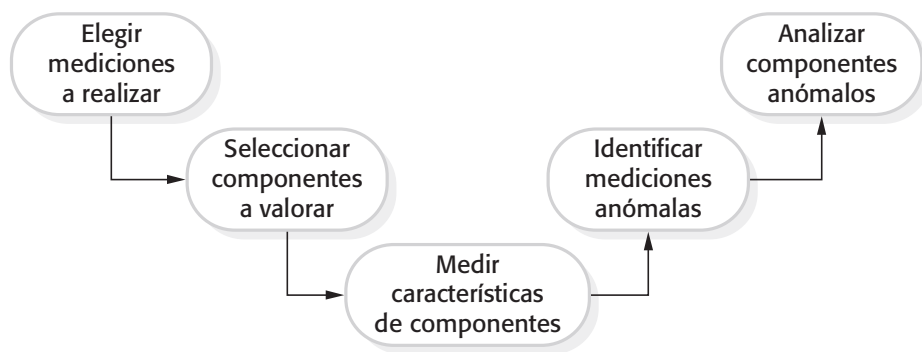 Elegir
mediciones
a realizar
Seleccionar
componentes
a valorar
Medir
características
de componentes
Identificar
mediciones
anómalas
Analizar
componentes
anómalos